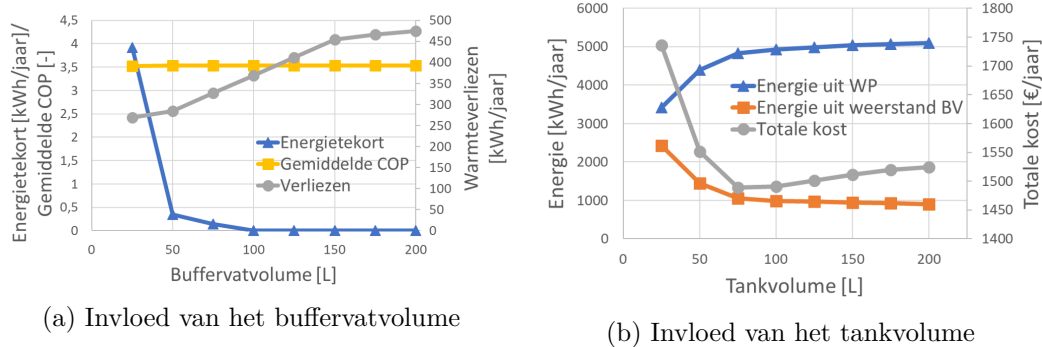 Energietekort [kWh/jaar]/
Gemiddelde COP [-]
4,5
4
3,5
3
2,5
2
1,5
1
0,5
0
0
50
100
150
200
Buffervatvolume [L]
500
450
400
350
300
250
200
150
100
50
0
Warmteverliezen
[kWh/jaar]
Energietekort
Gemiddelde COP
Verliezen
(a) Invloed van het buffervatvolume
Energie [kWh/jaar]
6000
5000
4000
3000
2000
1000
0
0
50
100
150
200
Tankvolume [L]
1800
1750
1700
1650
1600
1550
1500
1450
1400
Totale kost [€/jaar]
Energie uit WP
Energie uit weerstand BV
Totale kost
(b) Invloed van het tankvolume